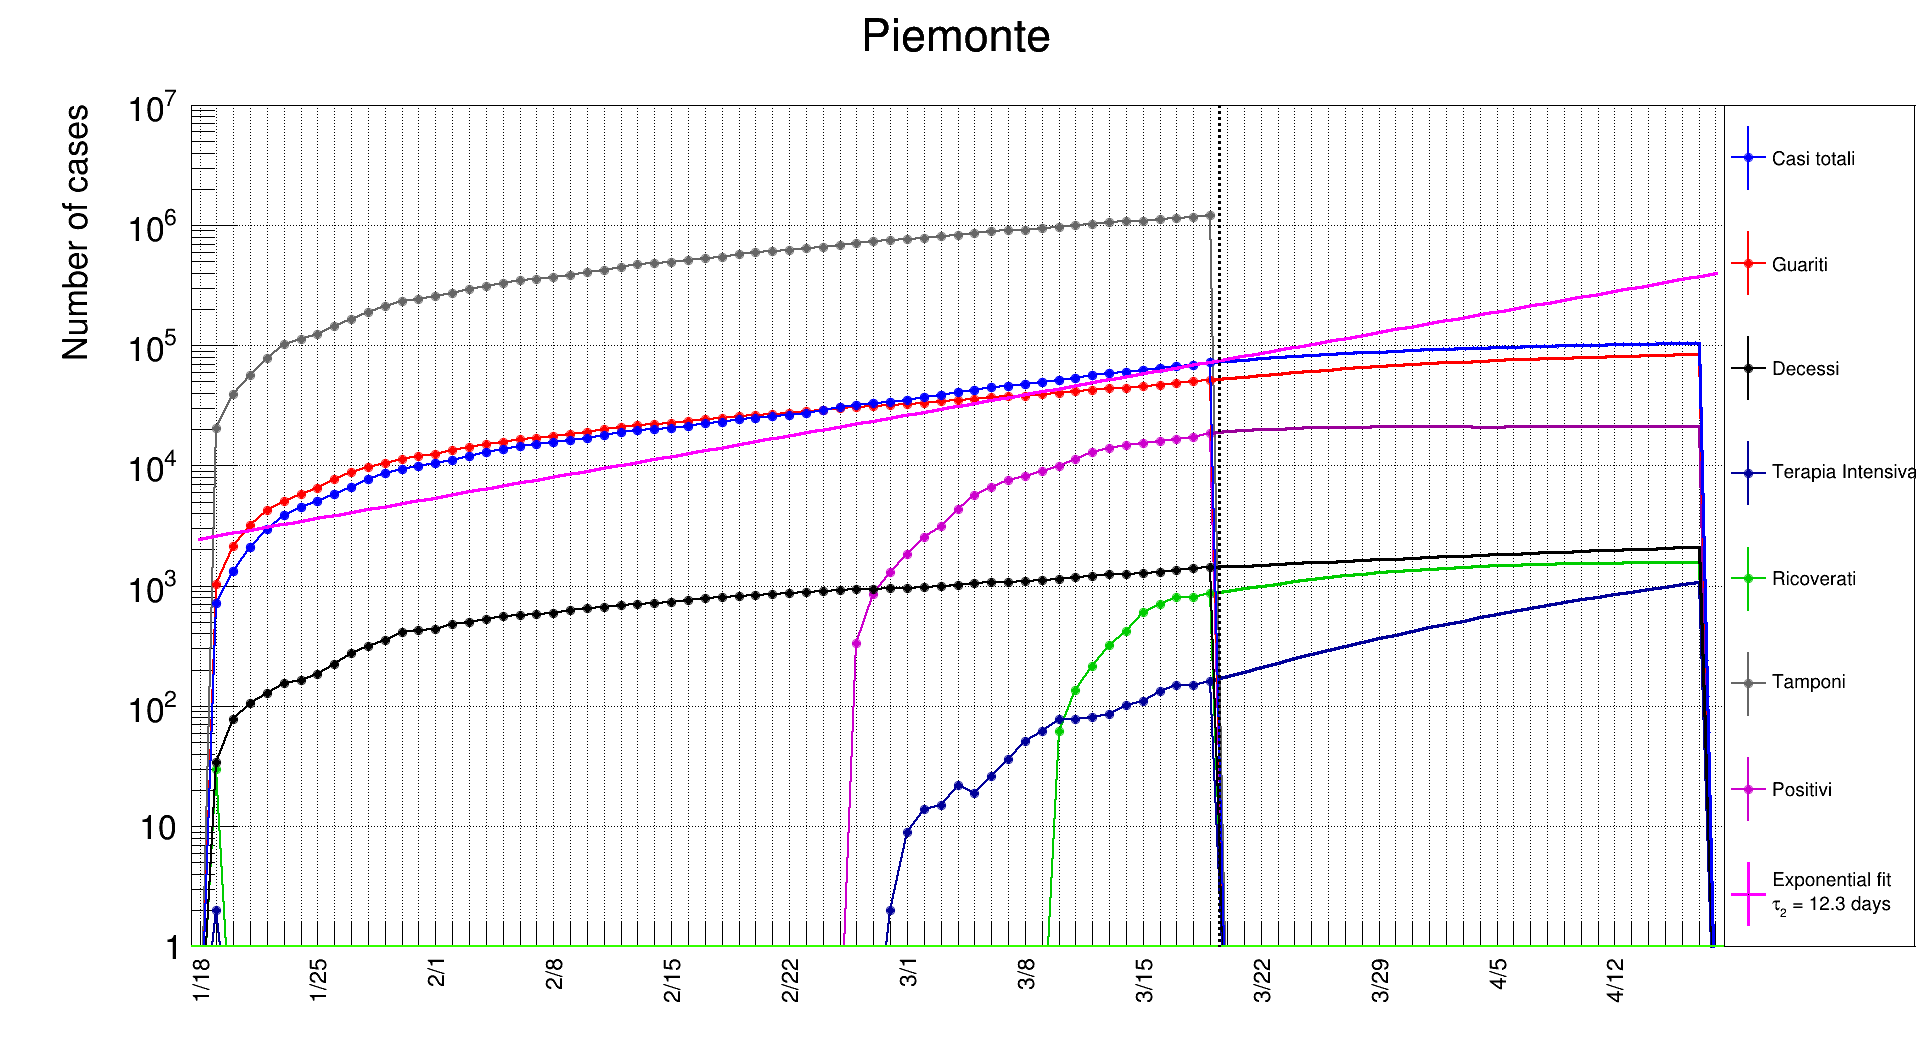 Piemonte
Number of cases
10^7
10^6
10^5
10^4
10^3
10^2
10
1
1/18
1/25
2/1
2/8
2/15
2/22
3/1
3/8
3/15
3/22
3/29
4/5
4/12
Casi totali
Guariti
Decessi
Terapia Intensiva
Ricoverati
Tamponi
Positivi
Exponential fit
τ_2 = 12.3 days